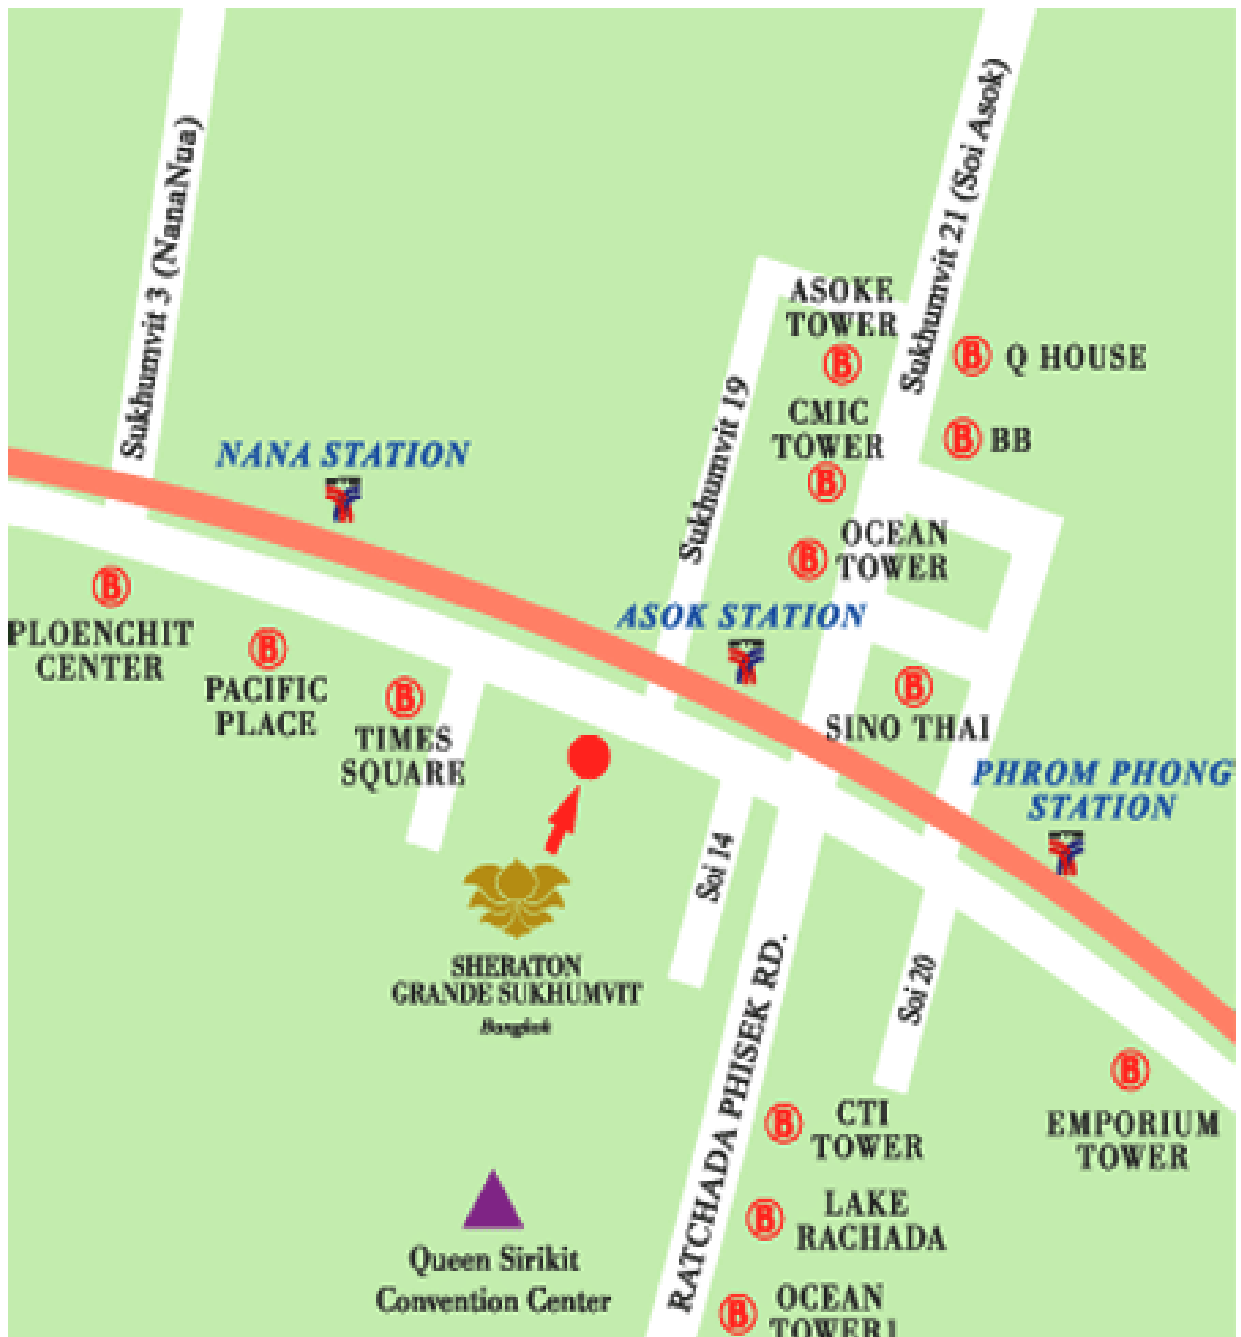 Sukhumvit 3 (NanaNua)
Sukhumvit 21 (Soi Asok)
ASOKE
TOWER
B
B
Q HOUSE
Sukhumvit 19
CMIC
TOWER
B
B
BB
NANA STATION
OCEAN
TOWER
B
B
PLOENCHIT
CENTER
ASOK STATION
B
PACIFIC
PLACE
B
TIMES
SQUARE
B
SINO THAI
PHROM PHONG
STATION
Soi 14
SHERATON
GRANDE SUKHUMVIT
Bangkok
RATCHADA PHISEK RD.
Soi 20
B
EMPORIUM
TOWER
B
CTI
TOWER
B
LAKE
RACHADA
Queen Sirikit
Convention Center
B
OCEAN
TOWER1